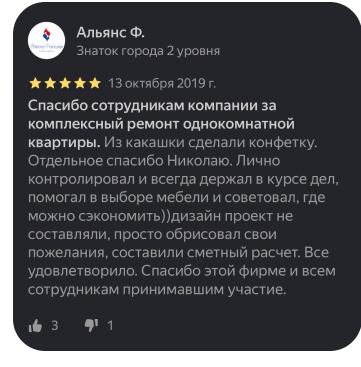 Alliance Française
Альянс Ф.
Знаток города 2 уровня
13 октября 2019 г.
Спасибо сотрудникам компании за
комплексный ремонт однокомнатной
квартиры. Из какашки сделали конфетку.
Отдельное спасибо Николаю. Лично
контролировал и всегда держал в курсе дел,
помогал в выборе мебели и советовал, где
можно сэкономить))дизайн проект не
составляли, просто обрисовал свои
пожелания, составили сметный расчет. Все
удовлетворило. Спасибо этой фирме и всем
сотрудникам принимавшим участие.
3 1